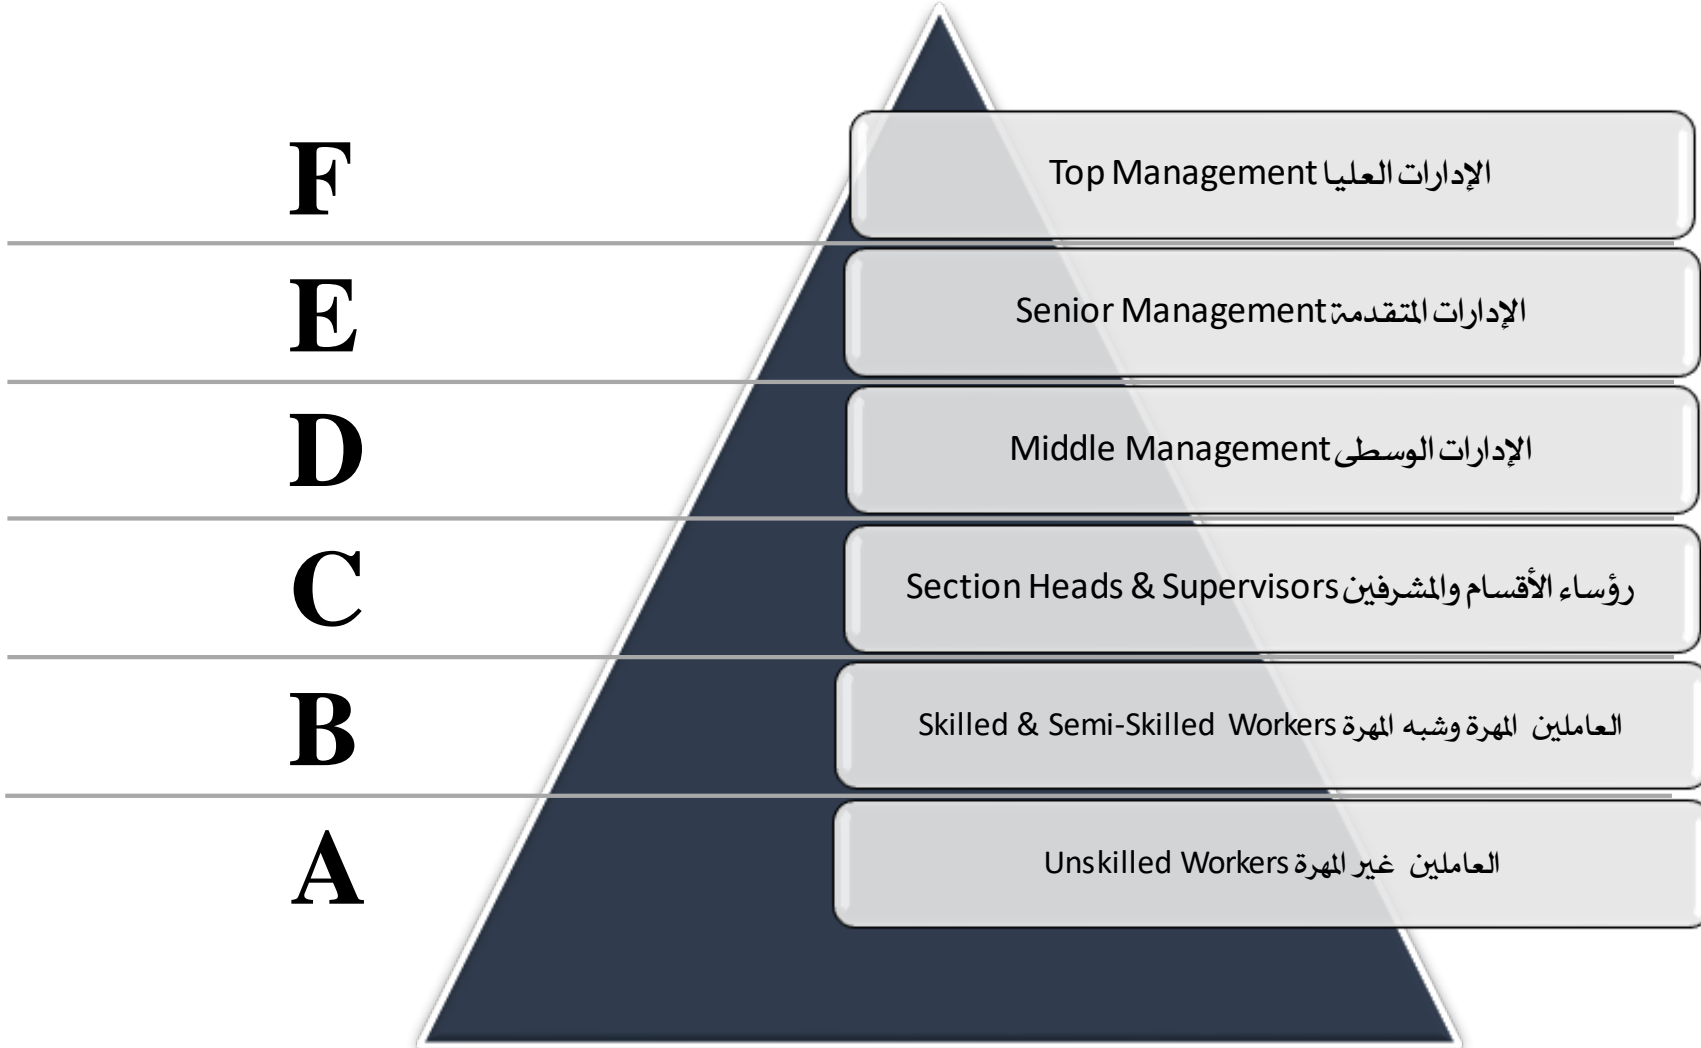 F
Top Management الإدارات العليا
E
Senior Management الإدارات المتقدمة
D
Middle Management الإدارات الوسطى
C
Section Heads & Supervisors رؤساء الأقسام والمشرفين
B
Skilled & Semi-Skilled Workers العاملين المهرة وشبه المهرة
A
Unskilled Workers العاملين غير المهرة